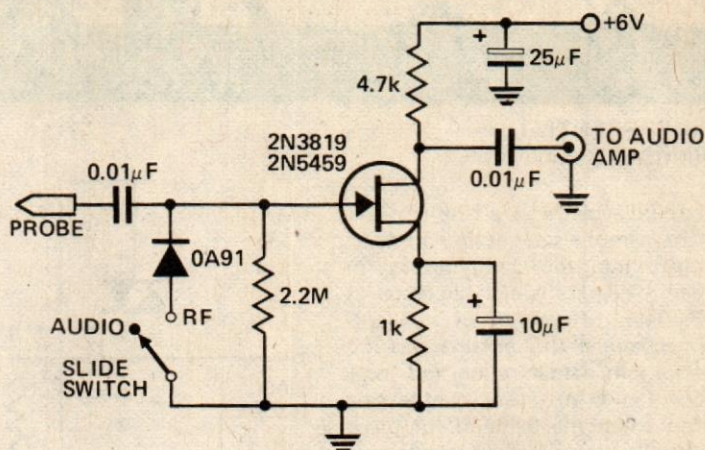 +6V
+
25µF
4.7k
2N3819
2N5459
TO AUDIO
AMP
0.01µF
0.01µF
PROBE
0A91
2.2M
RF
AUDIO
SLIDE
SWITCH
+
1k
10µF